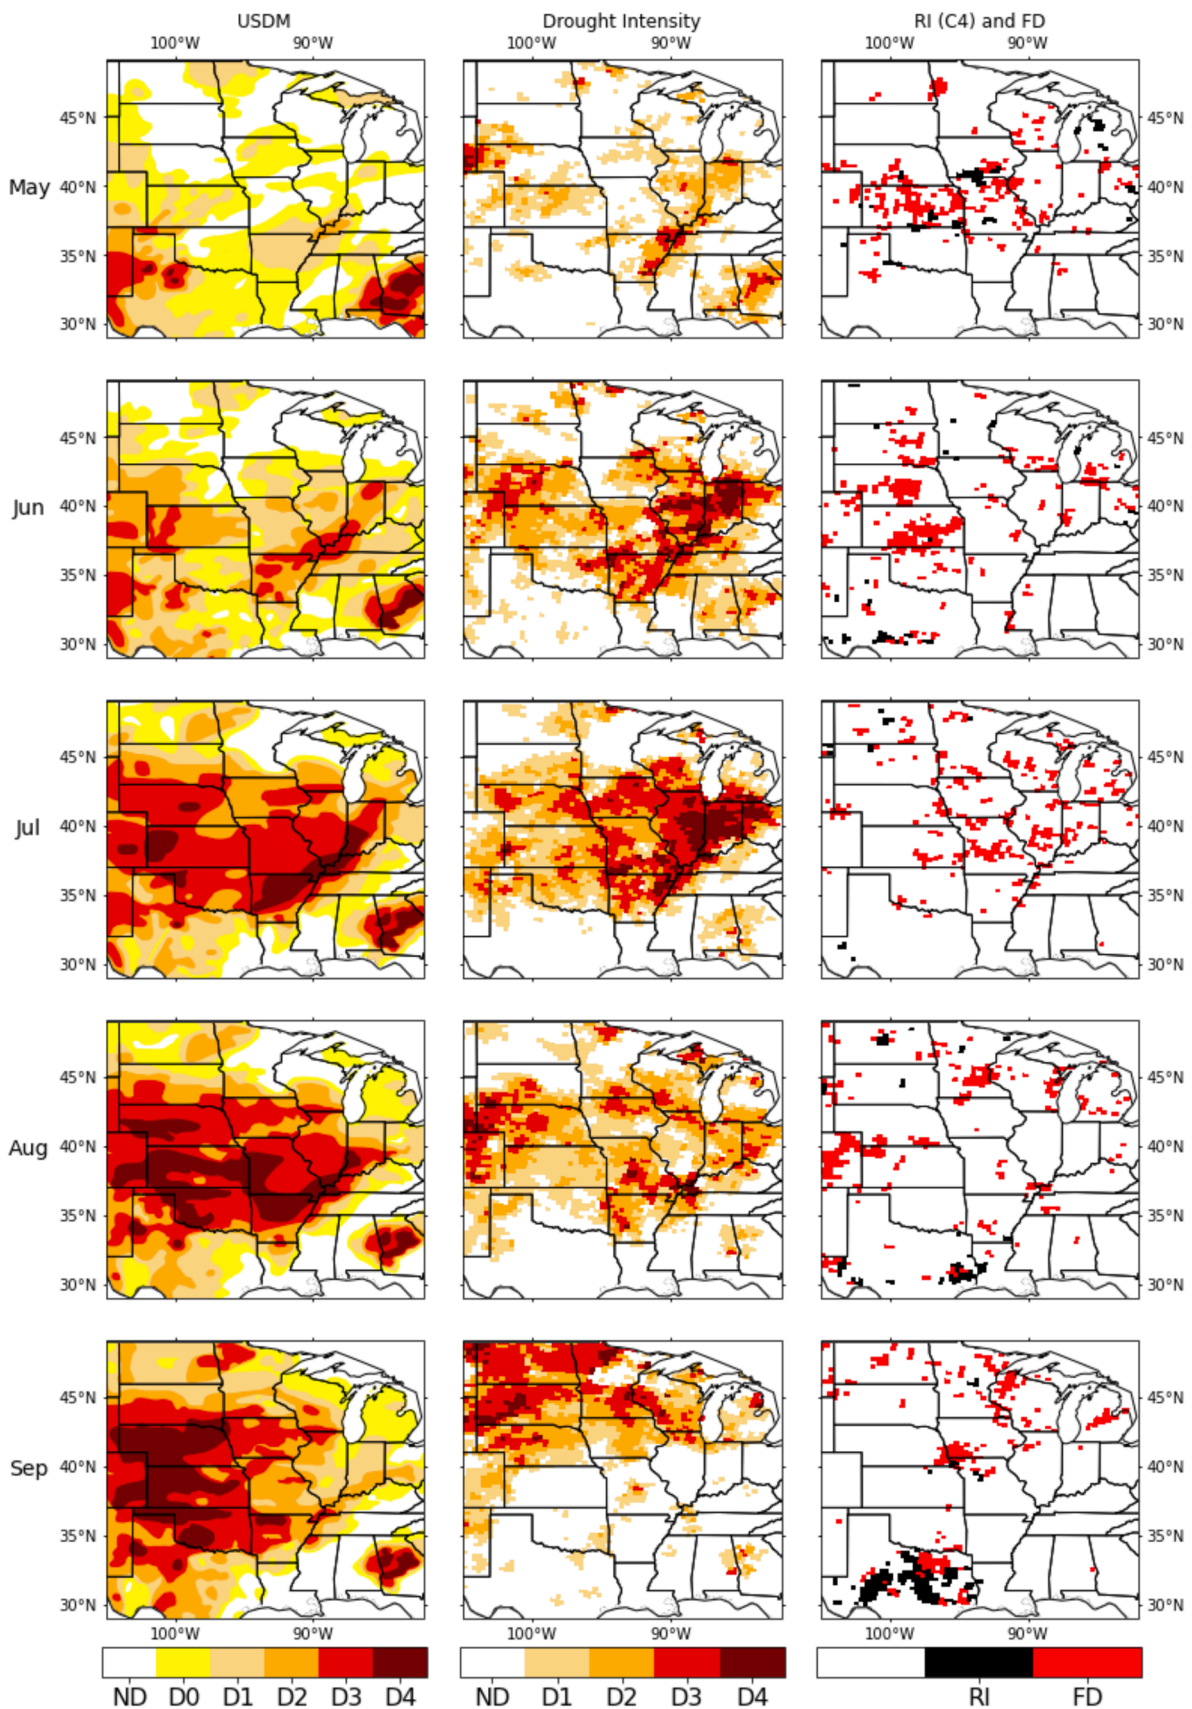 USDM Drought Intensity RI (C4) and FD
100°W 90°W 100°W 90°W 100°W 90°W
45°N 45°N
May 40°N 40°N
35°N 35°N
30°N 30°N
45°N 45°N
Jun 40°N 40°N
35°N 35°N
30°N 30°N
45°N 45°N
Jul 40°N 40°N
35°N 35°N
30°N 30°N
45°N 45°N
Aug 40°N 40°N
35°N 35°N
30°N 30°N
45°N 45°N
Sep 40°N 40°N
35°N 35°N
30°N 30°N
100°W 90°W 100°W 90°W 100°W 90°W
ND D0 D1 D2 D3 D4 ND D1 D2 D3 D4 RI FD